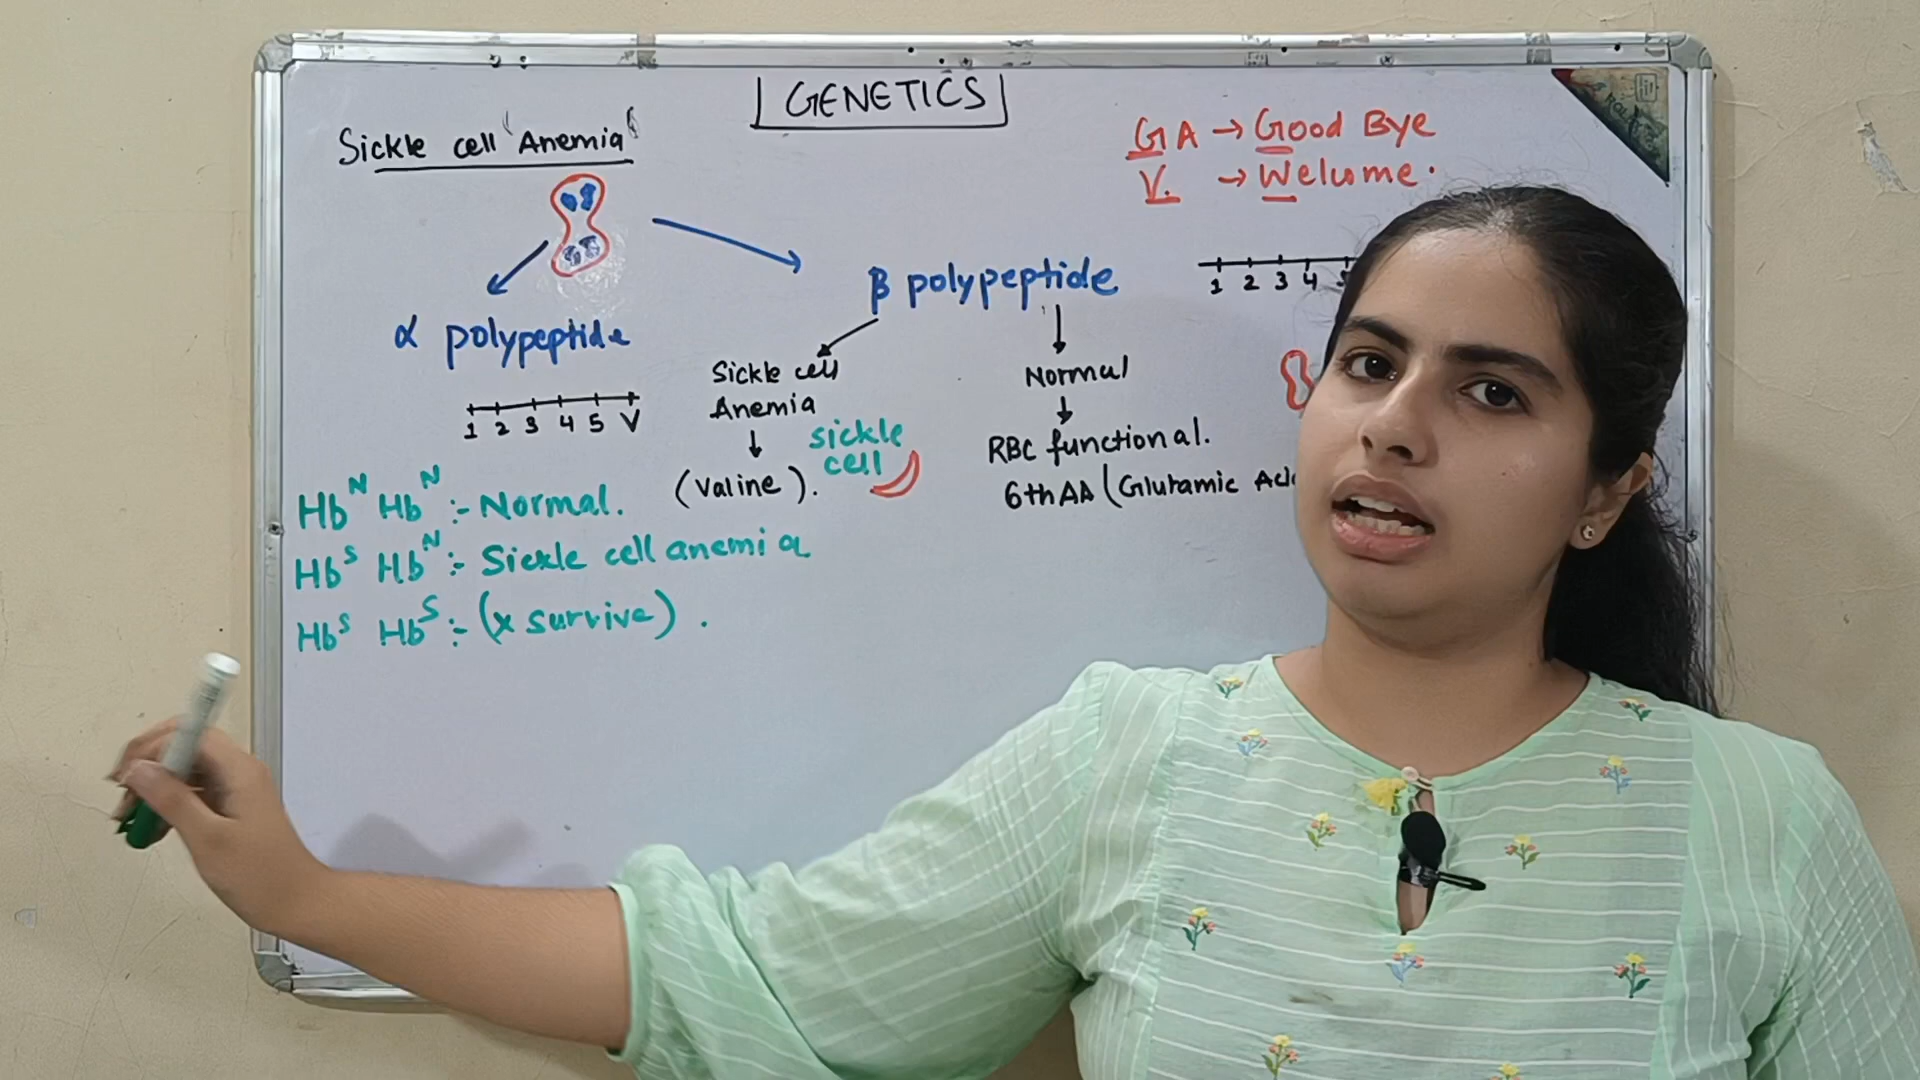 GENETICS
Sickle cell "Anemia"
GA → Good Bye
V. → Welcome.
α polypeptide
1 2 3 4 5 V
β polypeptide
1 2 3 4 5
Sickle cell
Anemia
↓
(Valine).
sickle
cell
Normal
↓
RBC functional.
6th AA (Glutamic
Hb^N Hb^N :- Normal.
Hb^S Hb^N :- Sickle cell anemia
Hb^S Hb^S :- (x survive).